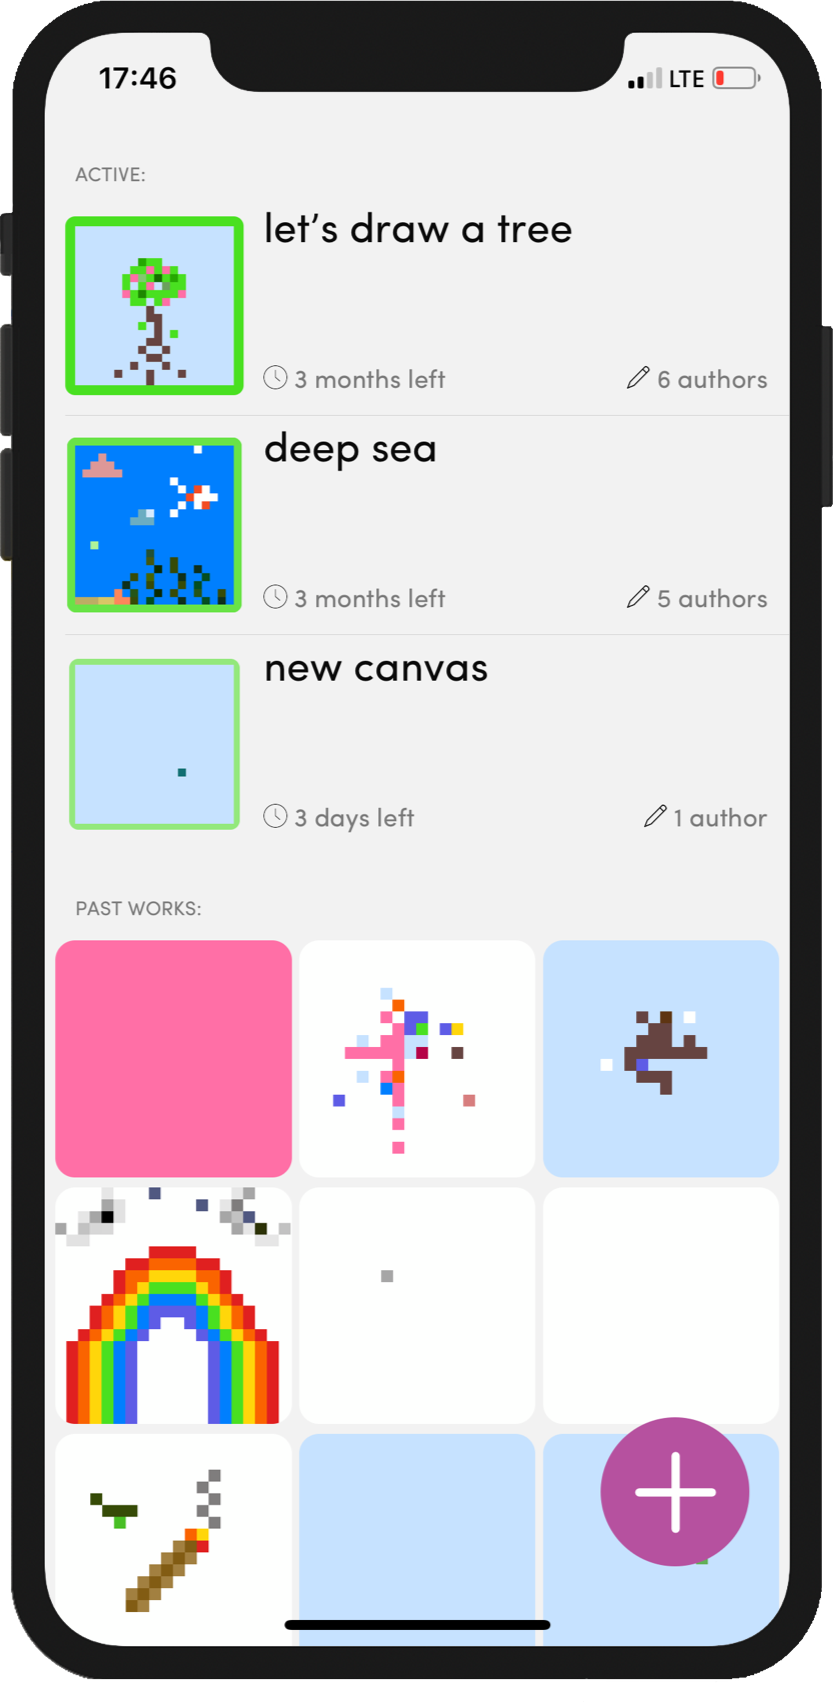 17:46
LTE
ACTIVE:
let’s draw a tree
3 months left
6 authors
deep sea
3 months left
5 authors
new canvas
3 days left
1 author
PAST WORKS: